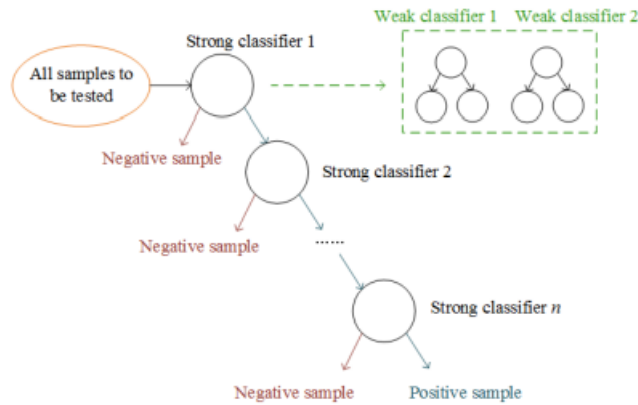 Weak classifier 1
Weak classifier 2
Strong classifier 1
All samples to
be tested
Negative sample
Strong classifier 2
Negative sample
......
Strong classifier n
Negative sample
Positive sample